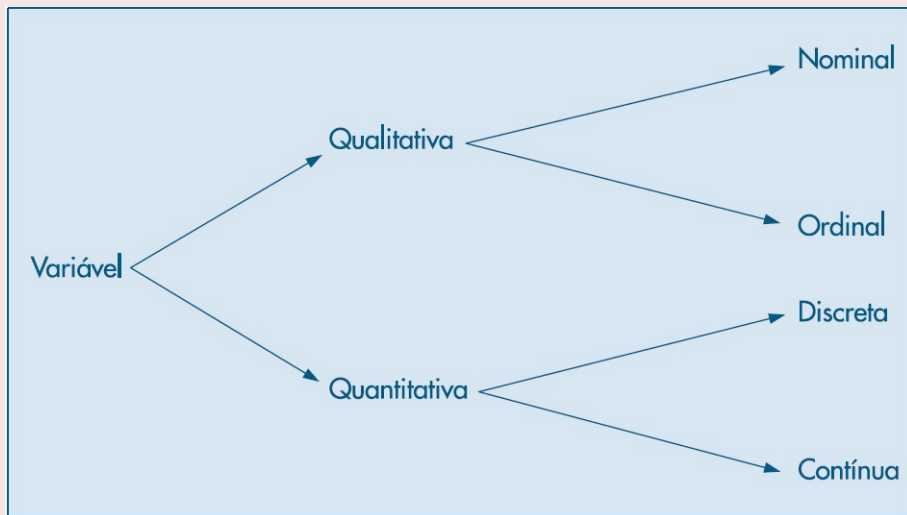 Nominal
Qualitativa
Ordinal
Variável
Discreta
Quantitativa
Contínua